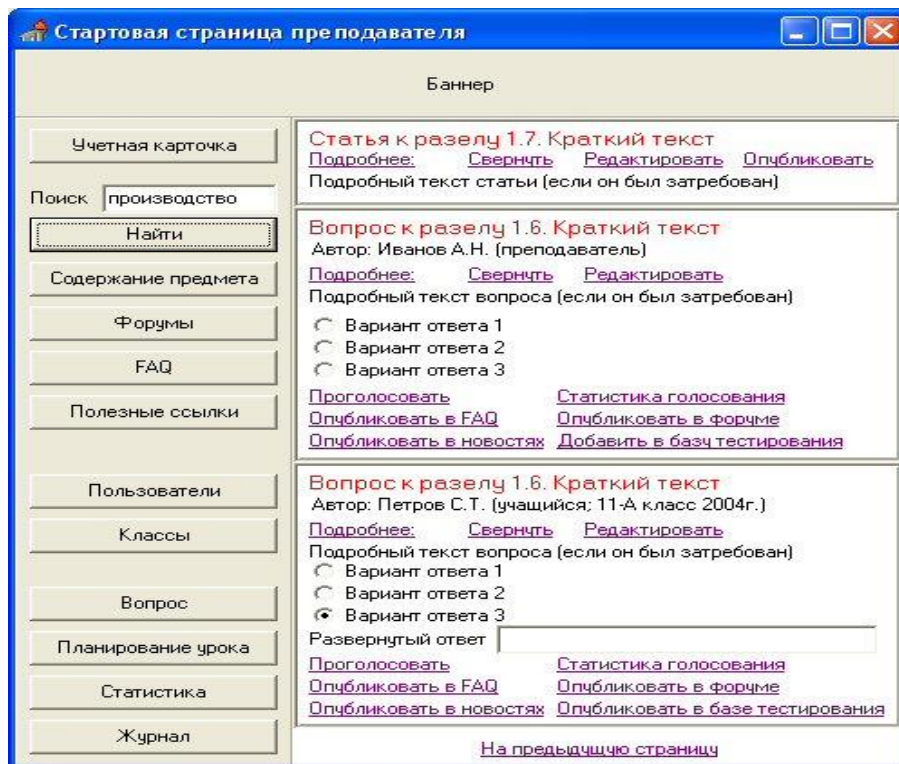 Стартовая страница преподавателя
Баннер
Учетная карточка
Поиск производство
Найти
Содержание предмета
Форумы
FAQ
Полезные ссылки
Пользователи
Классы
Вопрос
Планирование урока
Статистика
Журнал
Статья к разелу 1.7. Краткий текст
Подробнее: Свернуть Редактировать Опубликовать
Подробный текст статьи (если он был затребован)
Вопрос к разелу 1.6. Краткий текст
Автор: Иванов А.Н. (преподаватель)
Подробнее: Свернуть Редактировать
Подробный текст вопроса (если он был затребован)
Вариант ответа 1
Вариант ответа 2
Вариант ответа 3
Проголосовать Статистика голосования
Опубликовать в FAQ Опубликовать в форуме
Опубликовать в новостях Добавить в базу тестирования
Вопрос к разелу 1.6. Краткий текст
Автор: Петров С.Т. (учащийся; 11-А класс 2004г.)
Подробнее: Свернуть Редактировать
Подробный текст вопроса (если он был затребован)
Вариант ответа 1
Вариант ответа 2
Вариант ответа 3
Развернутый ответ
Проголосовать Статистика голосования
Опубликовать в FAQ Опубликовать в форуме
Опубликовать в новостях Опубликовать в базе тестирования
На предыдущую страницу